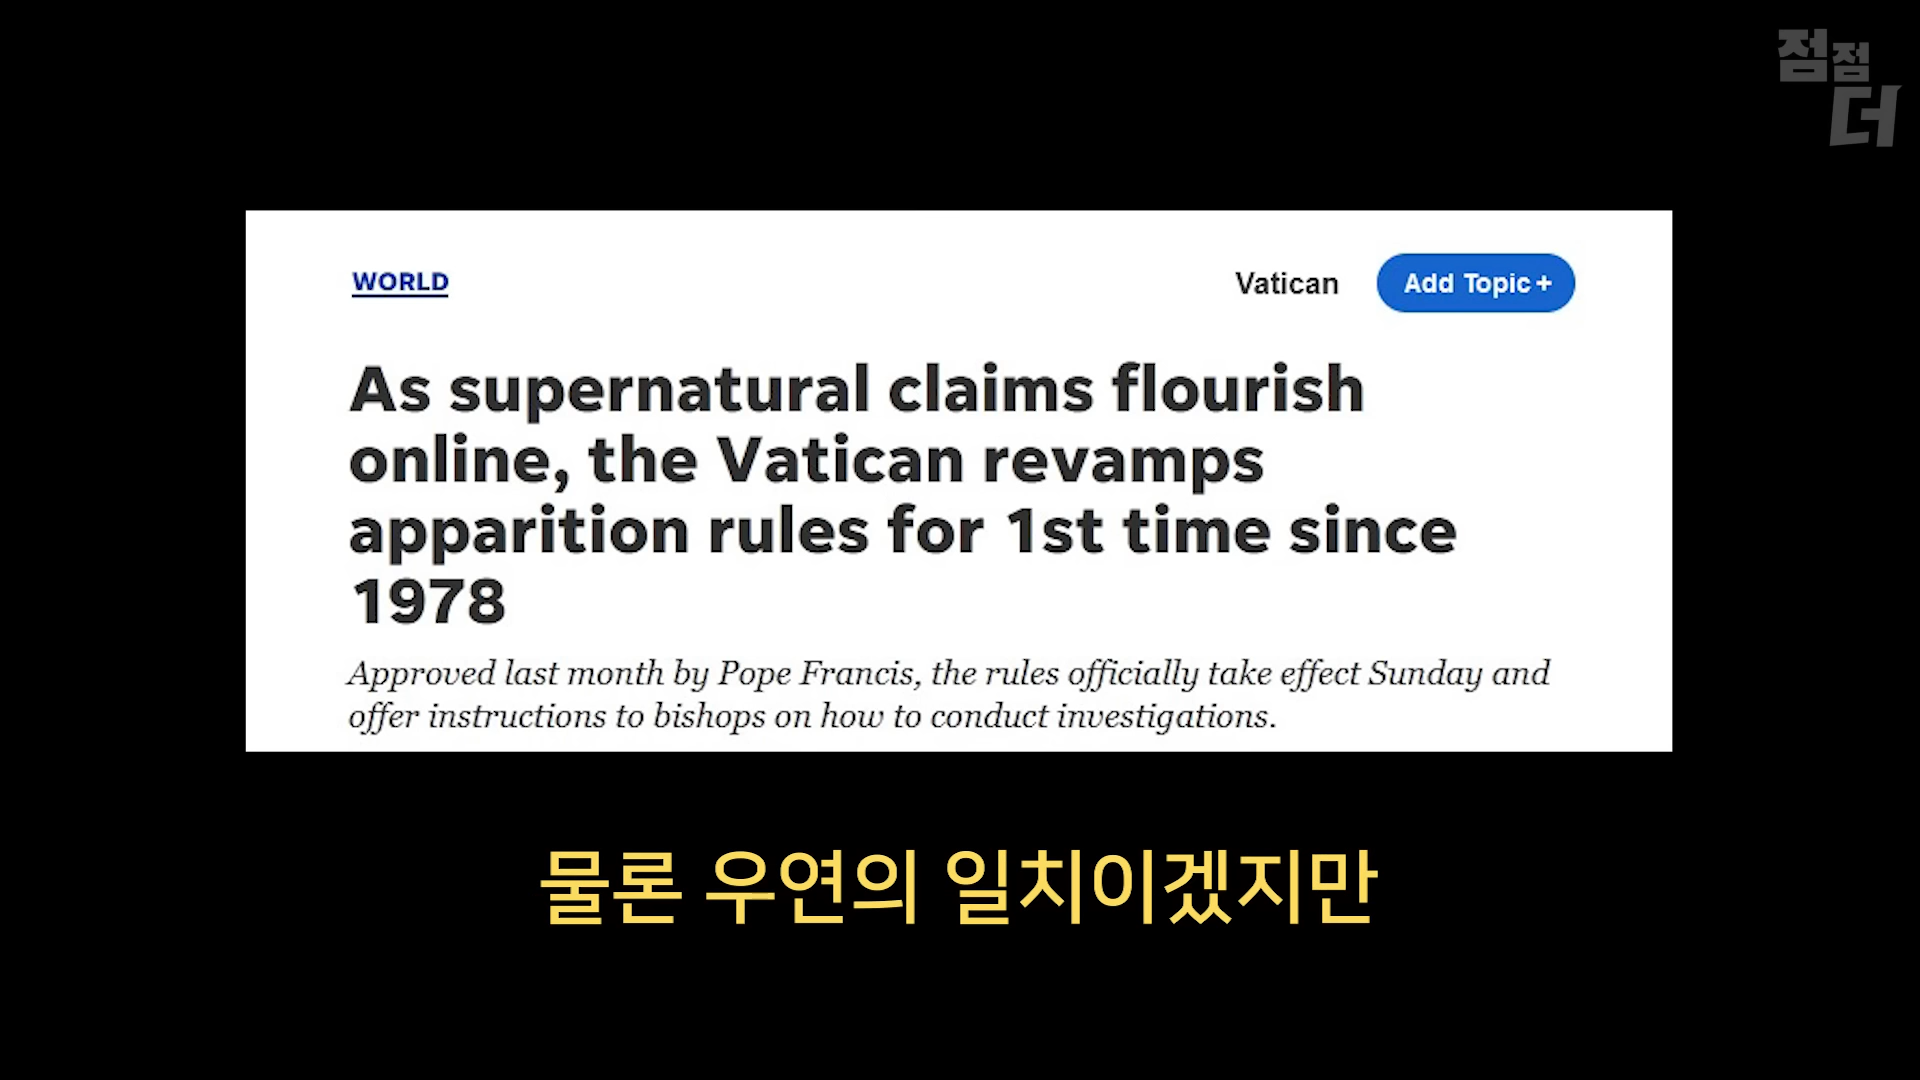 점점
더
WORLD
Vatican
Add Topic +
As supernatural claims flourish
online, the Vatican revamps
apparition rules for 1st time since
1978
Approved last month by Pope Francis, the rules officially take effect Sunday and
offer instructions to bishops on how to conduct investigations.
물론 우연의 일치이겠지만